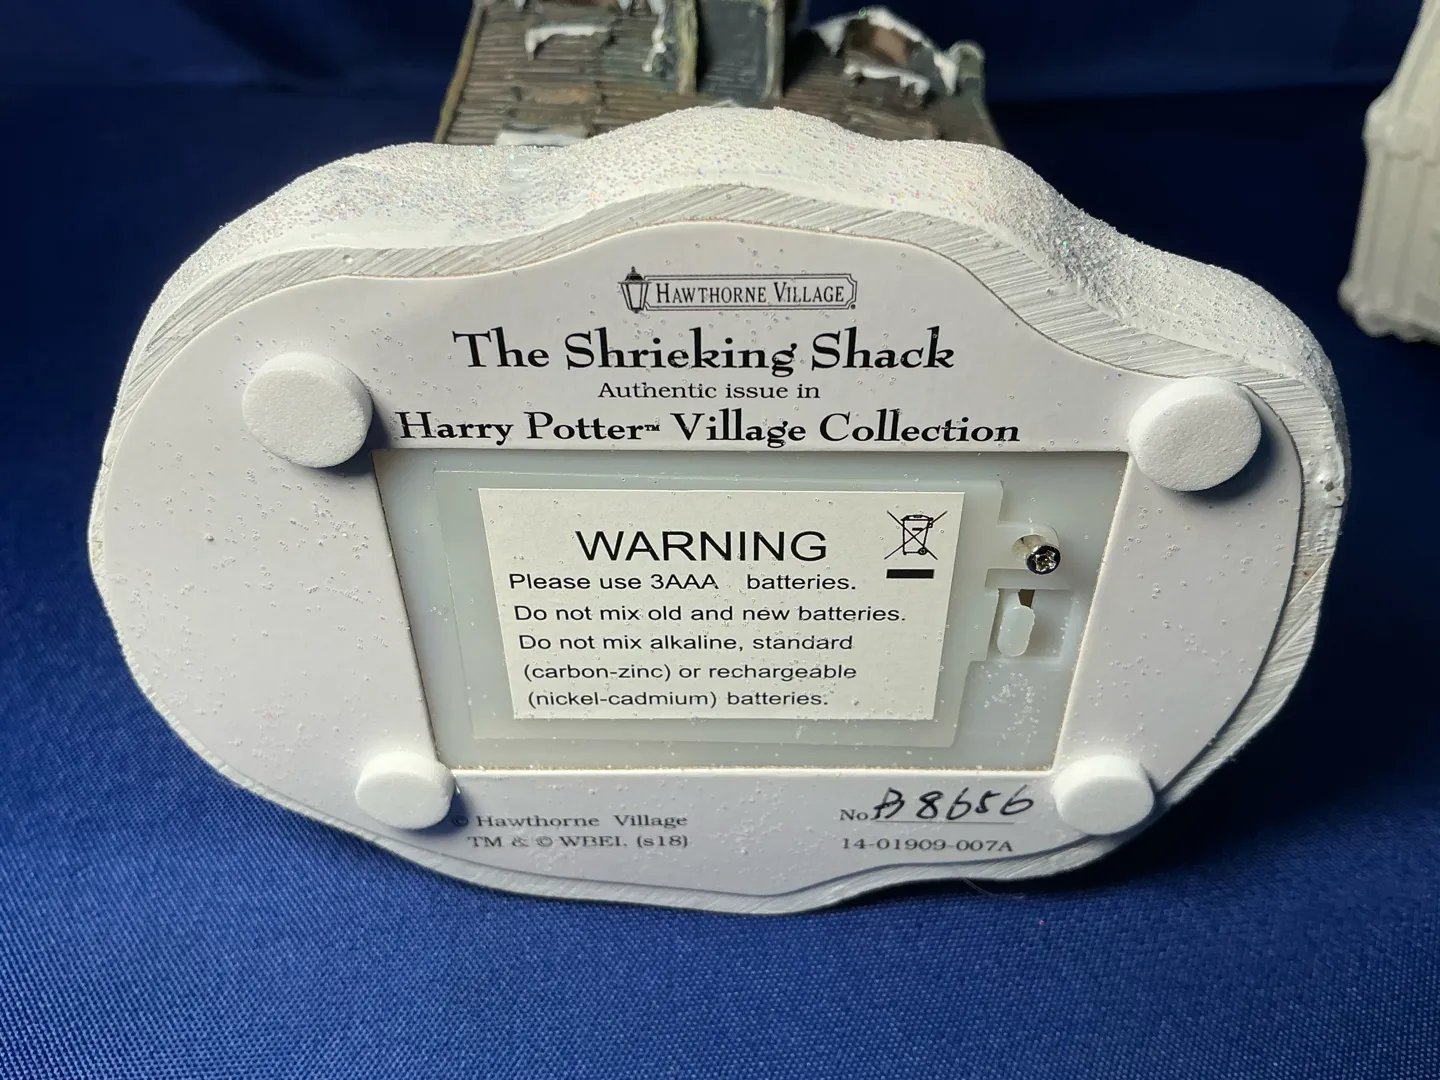 HAWTHORNE VILLAGE
The Shrieking Shack
Authentic issue in
Harry Potter™ Village Collection
WARNING
Please use 3AAA batteries.
Do not mix old and new batteries.
Do not mix alkaline, standard
(carbon-zinc) or rechargeable
(nickel-cadmium) batteries.
© Hawthorne Village
TM & © WBEI. (s18)
No. B8656
14-01909-007A